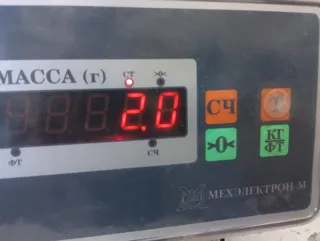 МАССА (г) СТ >0<
2.0
СЧ Т
>0< КГ ФТ
ФТ СЧ
МЕХЭЛЕКТРОН-М